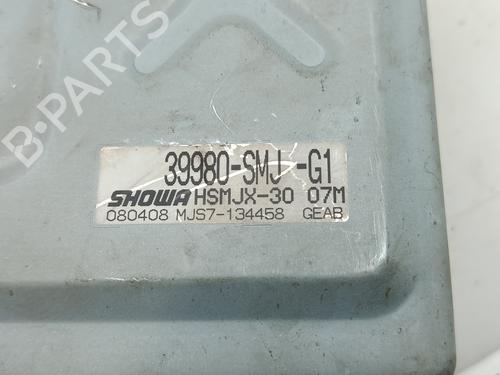 B-PARTS
39980-SMJ -G1
SHOWA HSMJX-30 07M
080408 MJS7-134458 GEAB